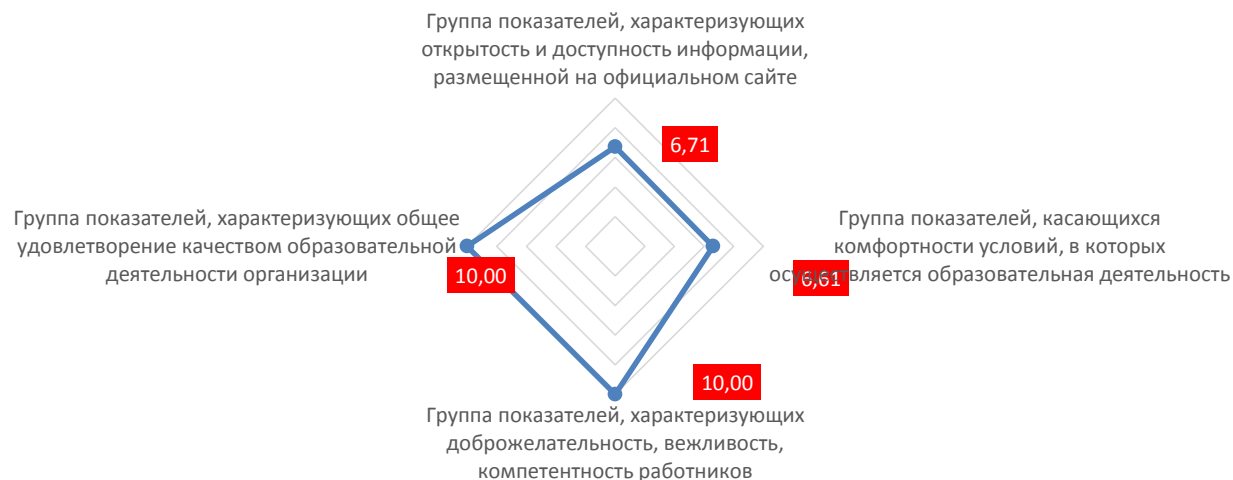 Группа показателей, характеризующих
открытость и доступность информации,
размещенной на официальном сайте
6,71
Группа показателей, характеризующих общее
удовлетворение качеством образовательной
деятельности организации
10,00
Группа показателей, касающихся
комфортности условий, в которых
осуществляется образовательная деятельность
6,61
10,00
Группа показателей, характеризующих
доброжелательность, вежливость,
компетентность работников